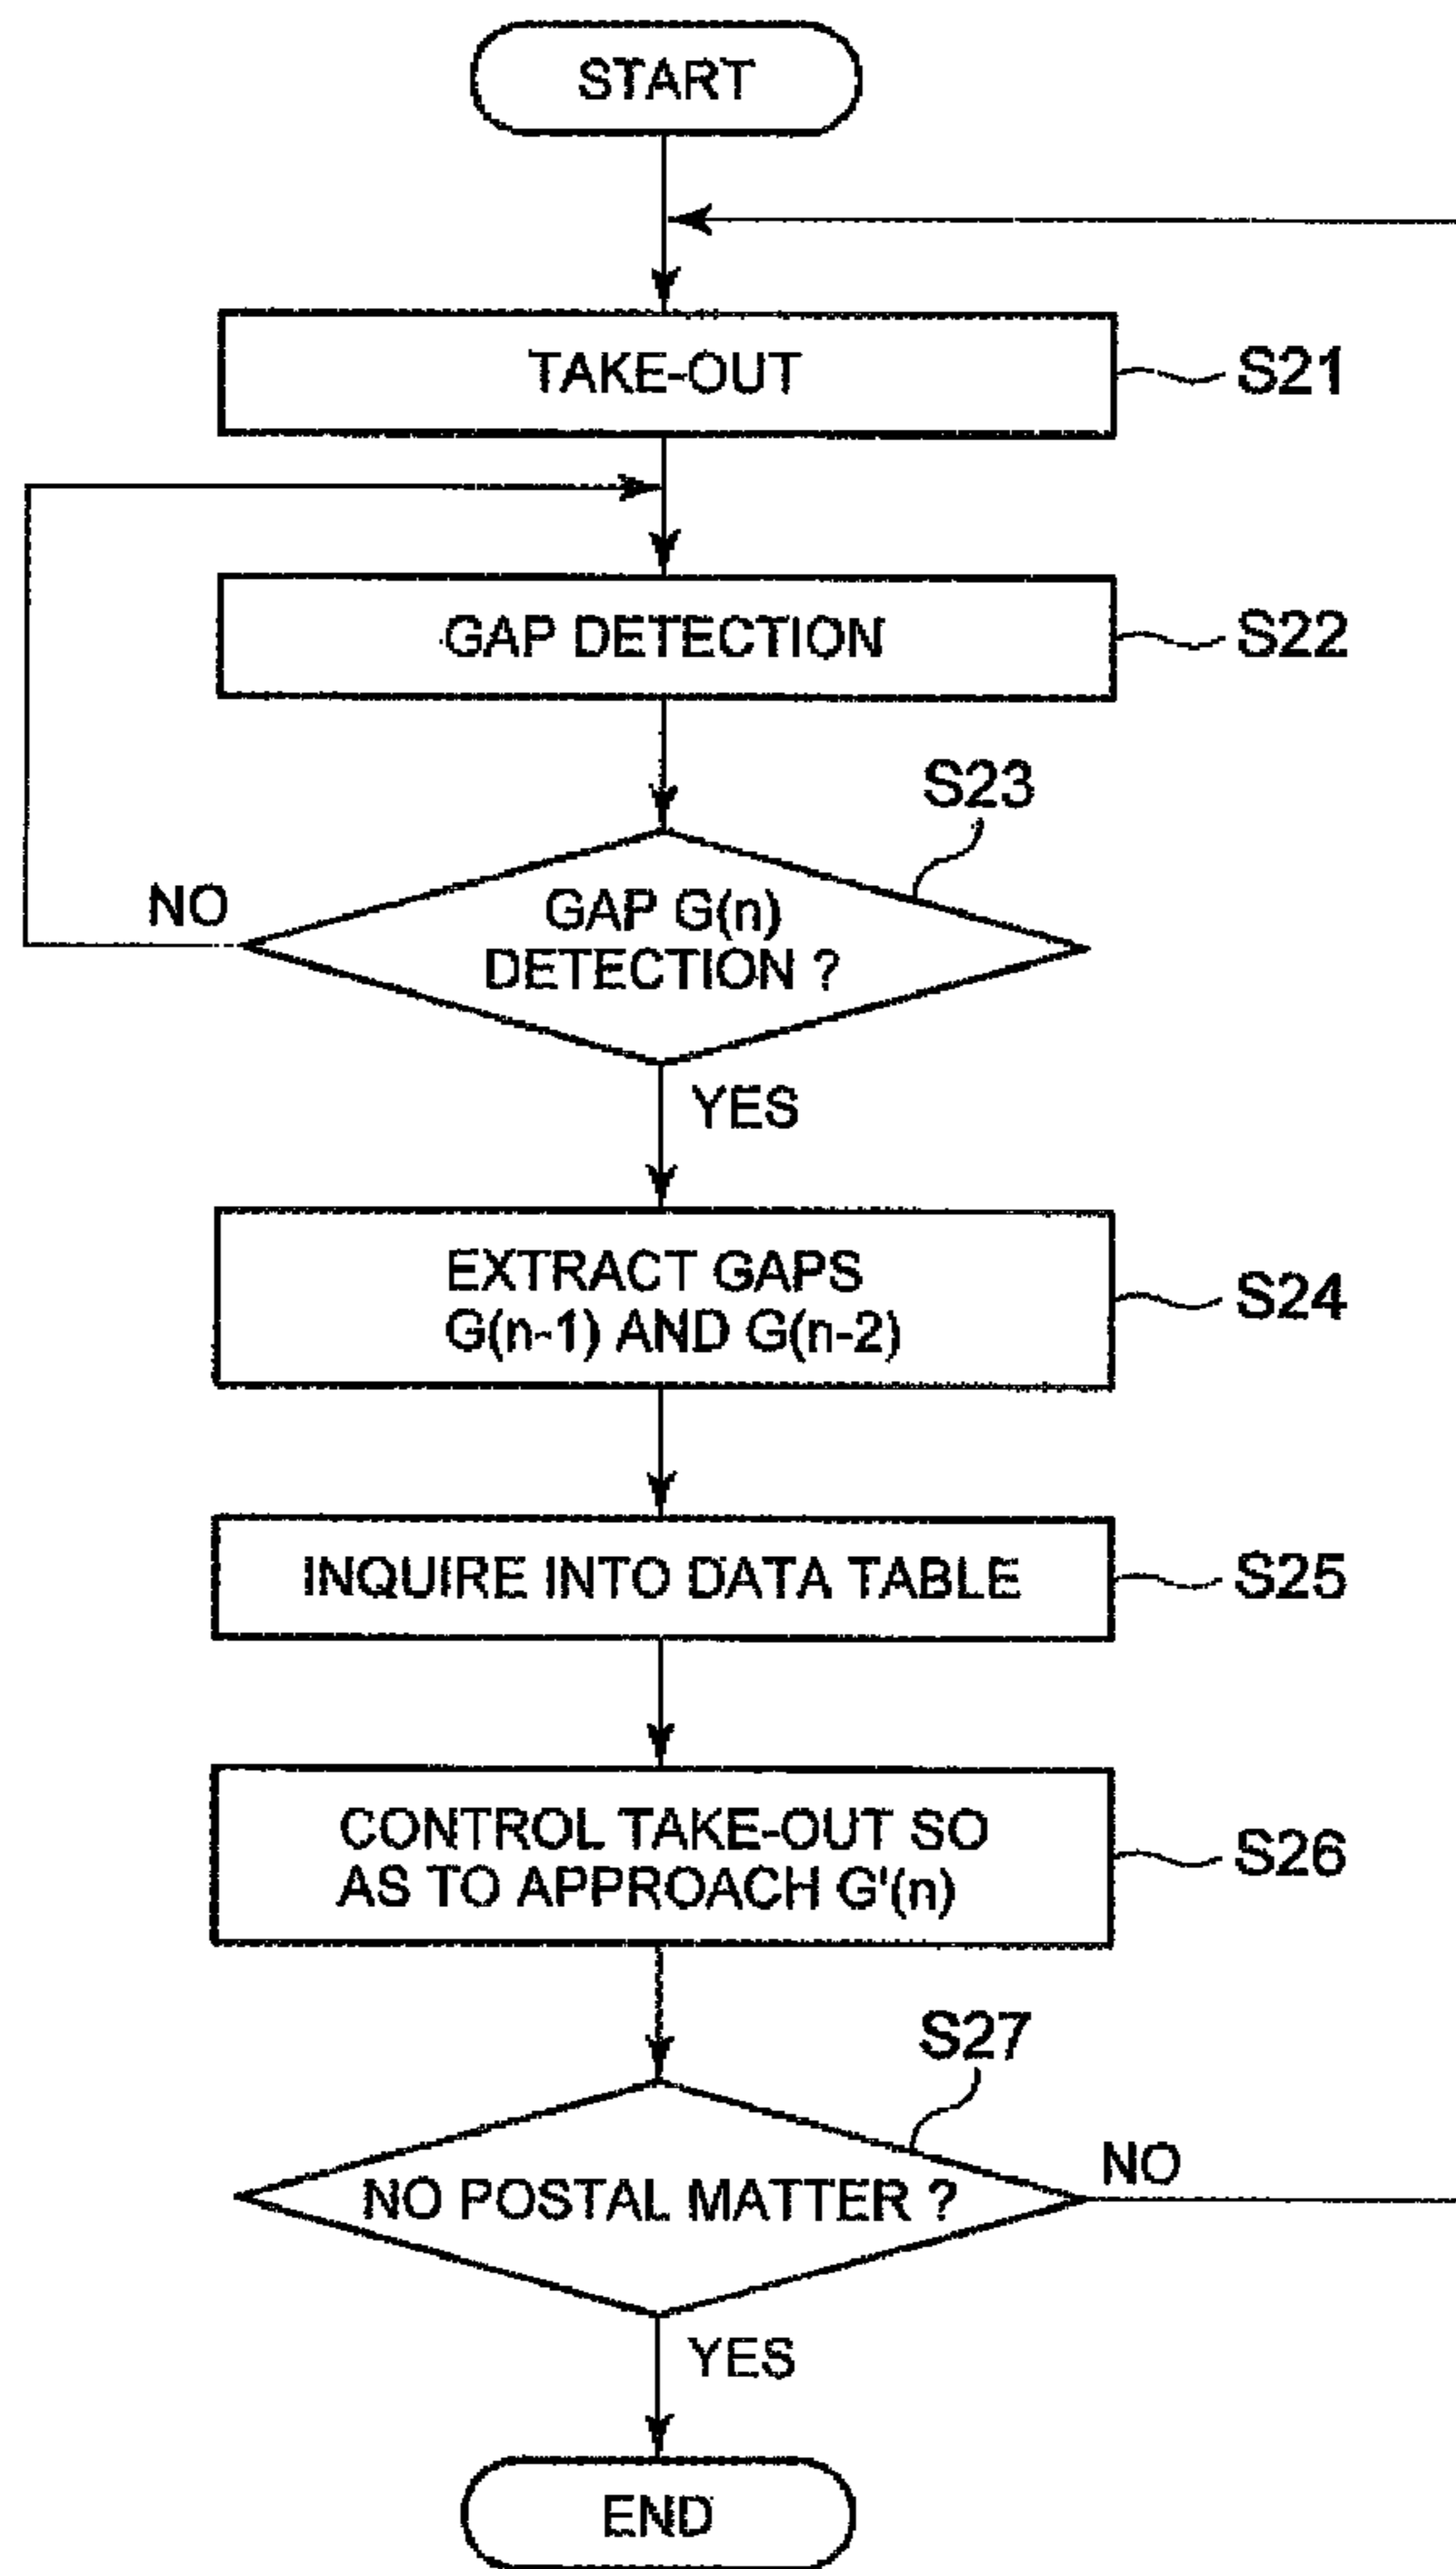 START
TAKE-OUT
S21
GAP DETECTION
S22
S23
GAP G(n)
DETECTION ?
NO
YES
EXTRACT GAPS
G(n-1) AND G(n-2)
S24
INQUIRE INTO DATA TABLE
S25
CONTROL TAKE-OUT SO
AS TO APPROACH G'(n)
S26
S27
NO POSTAL MATTER ?
NO
YES
END